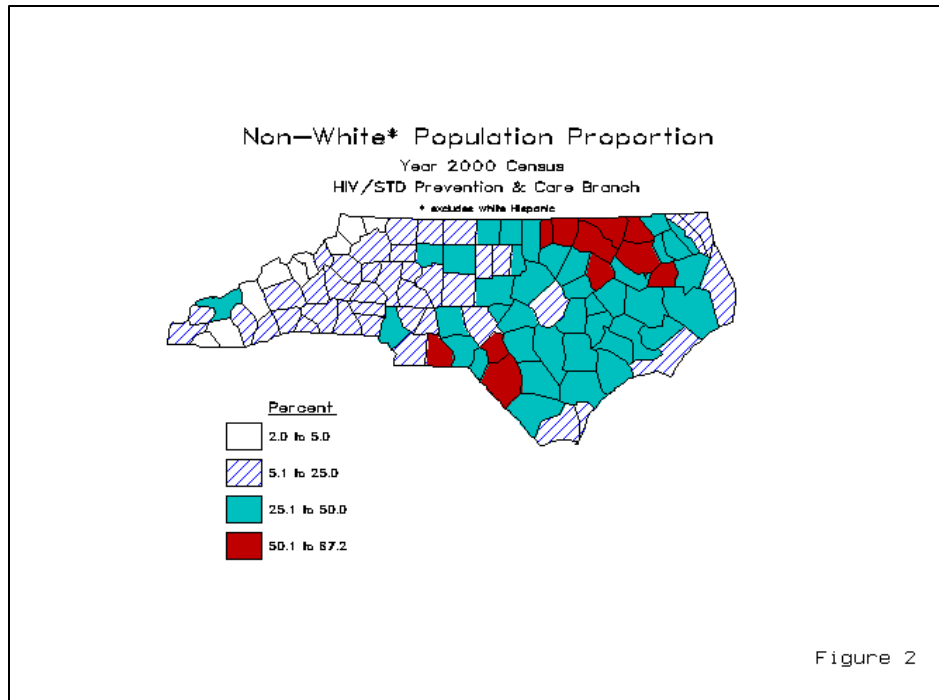 Non-White* Population Proportion
Year 2000 Census
HIV/STD Prevention & Care Branch
* excludes white Hispanic
Percent
2.0 to 5.0
5.1 to 25.0
25.1 to 50.0
50.1 to 67.2
Figure 2